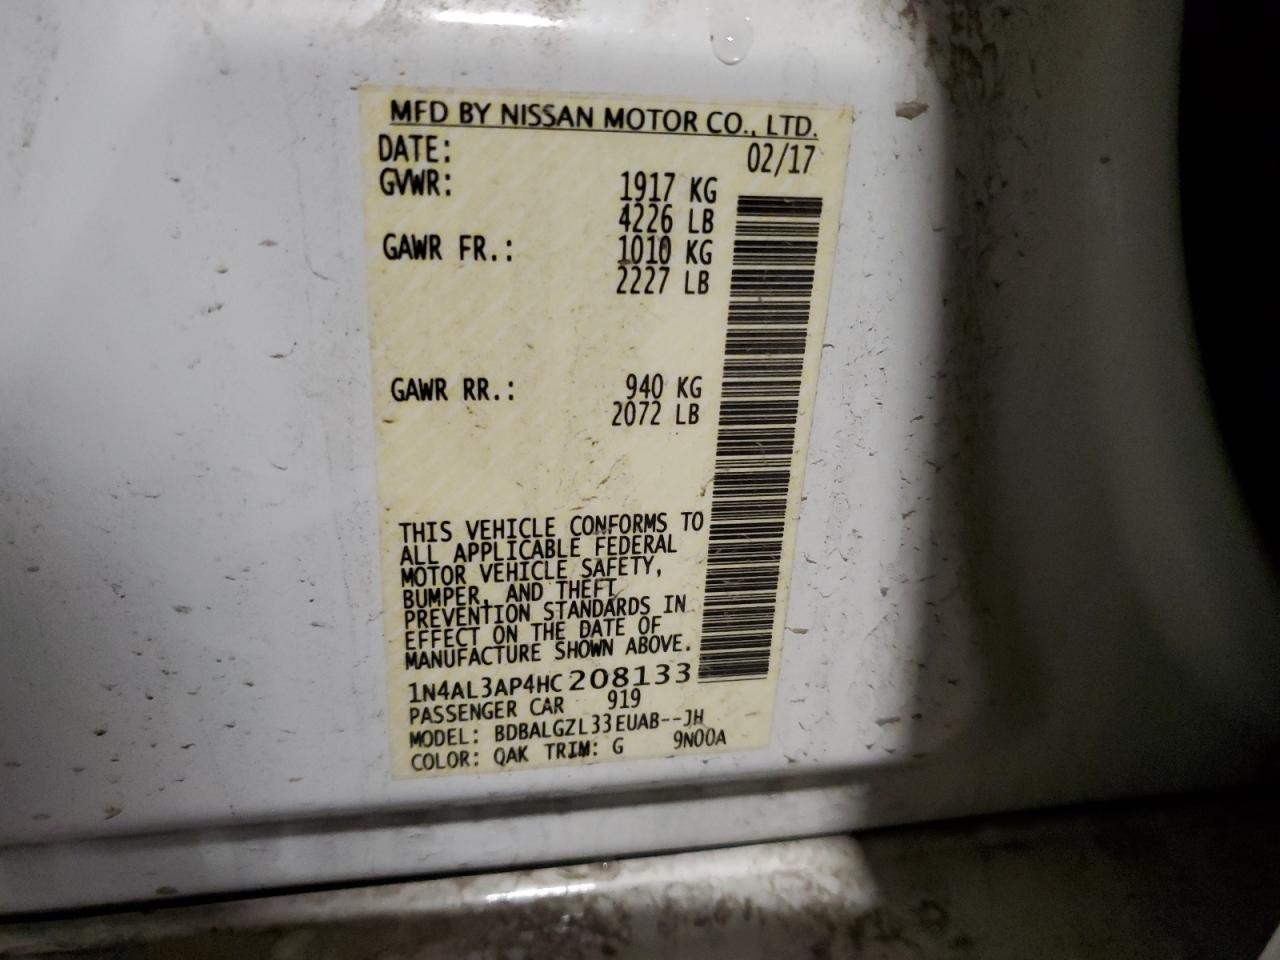 MFD BY NISSAN MOTOR CO., LTD.
DATE: 02/17
GVWR: 1917 KG
4226 LB
GAWR FR.: 1010 KG
2227 LB
GAWR RR.: 940 KG
2072 LB
THIS VEHICLE CONFORMS TO
ALL APPLICABLE FEDERAL
MOTOR VEHICLE SAFETY,
BUMPER, AND THEFT
PREVENTION STANDARDS IN
EFFECT ON THE DATE OF
MANUFACTURE SHOWN ABOVE.
1N4AL3AP4HC208133
PASSENGER CAR 919
MODEL: BDBALGZL33EUAB--JH
COLOR: QAK TRIM: G 9N00A